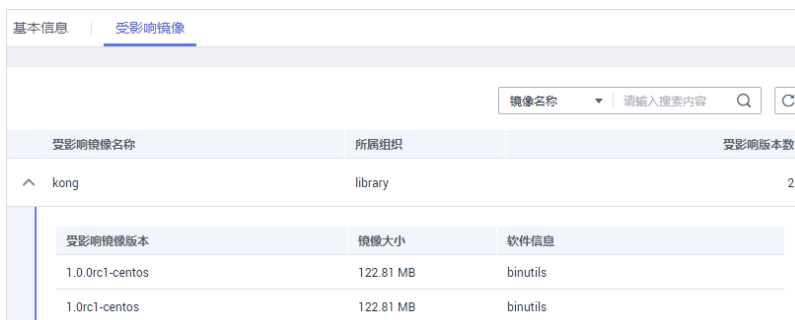 基本信息 受影响镜像
镜像名称 请输入搜索内容
受影响镜像名称 所属组织 受影响版本数
kong library 2
受影响镜像版本 镜像大小 软件信息
1.0.0rc1-centos 122.81 MB binutils
1.0rc1-centos 122.81 MB binutils